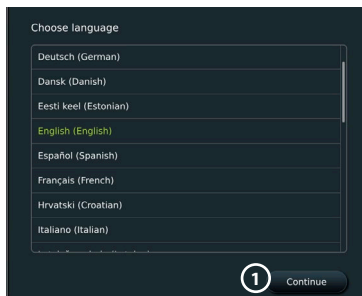 Choose language
Deutsch (German)
Dansk (Danish)
Eesti keel (Estonian)
English (English)
Español (Spanish)
Français (French)
Hrvatski (Croatian)
Italiano (Italian)
1 Continue